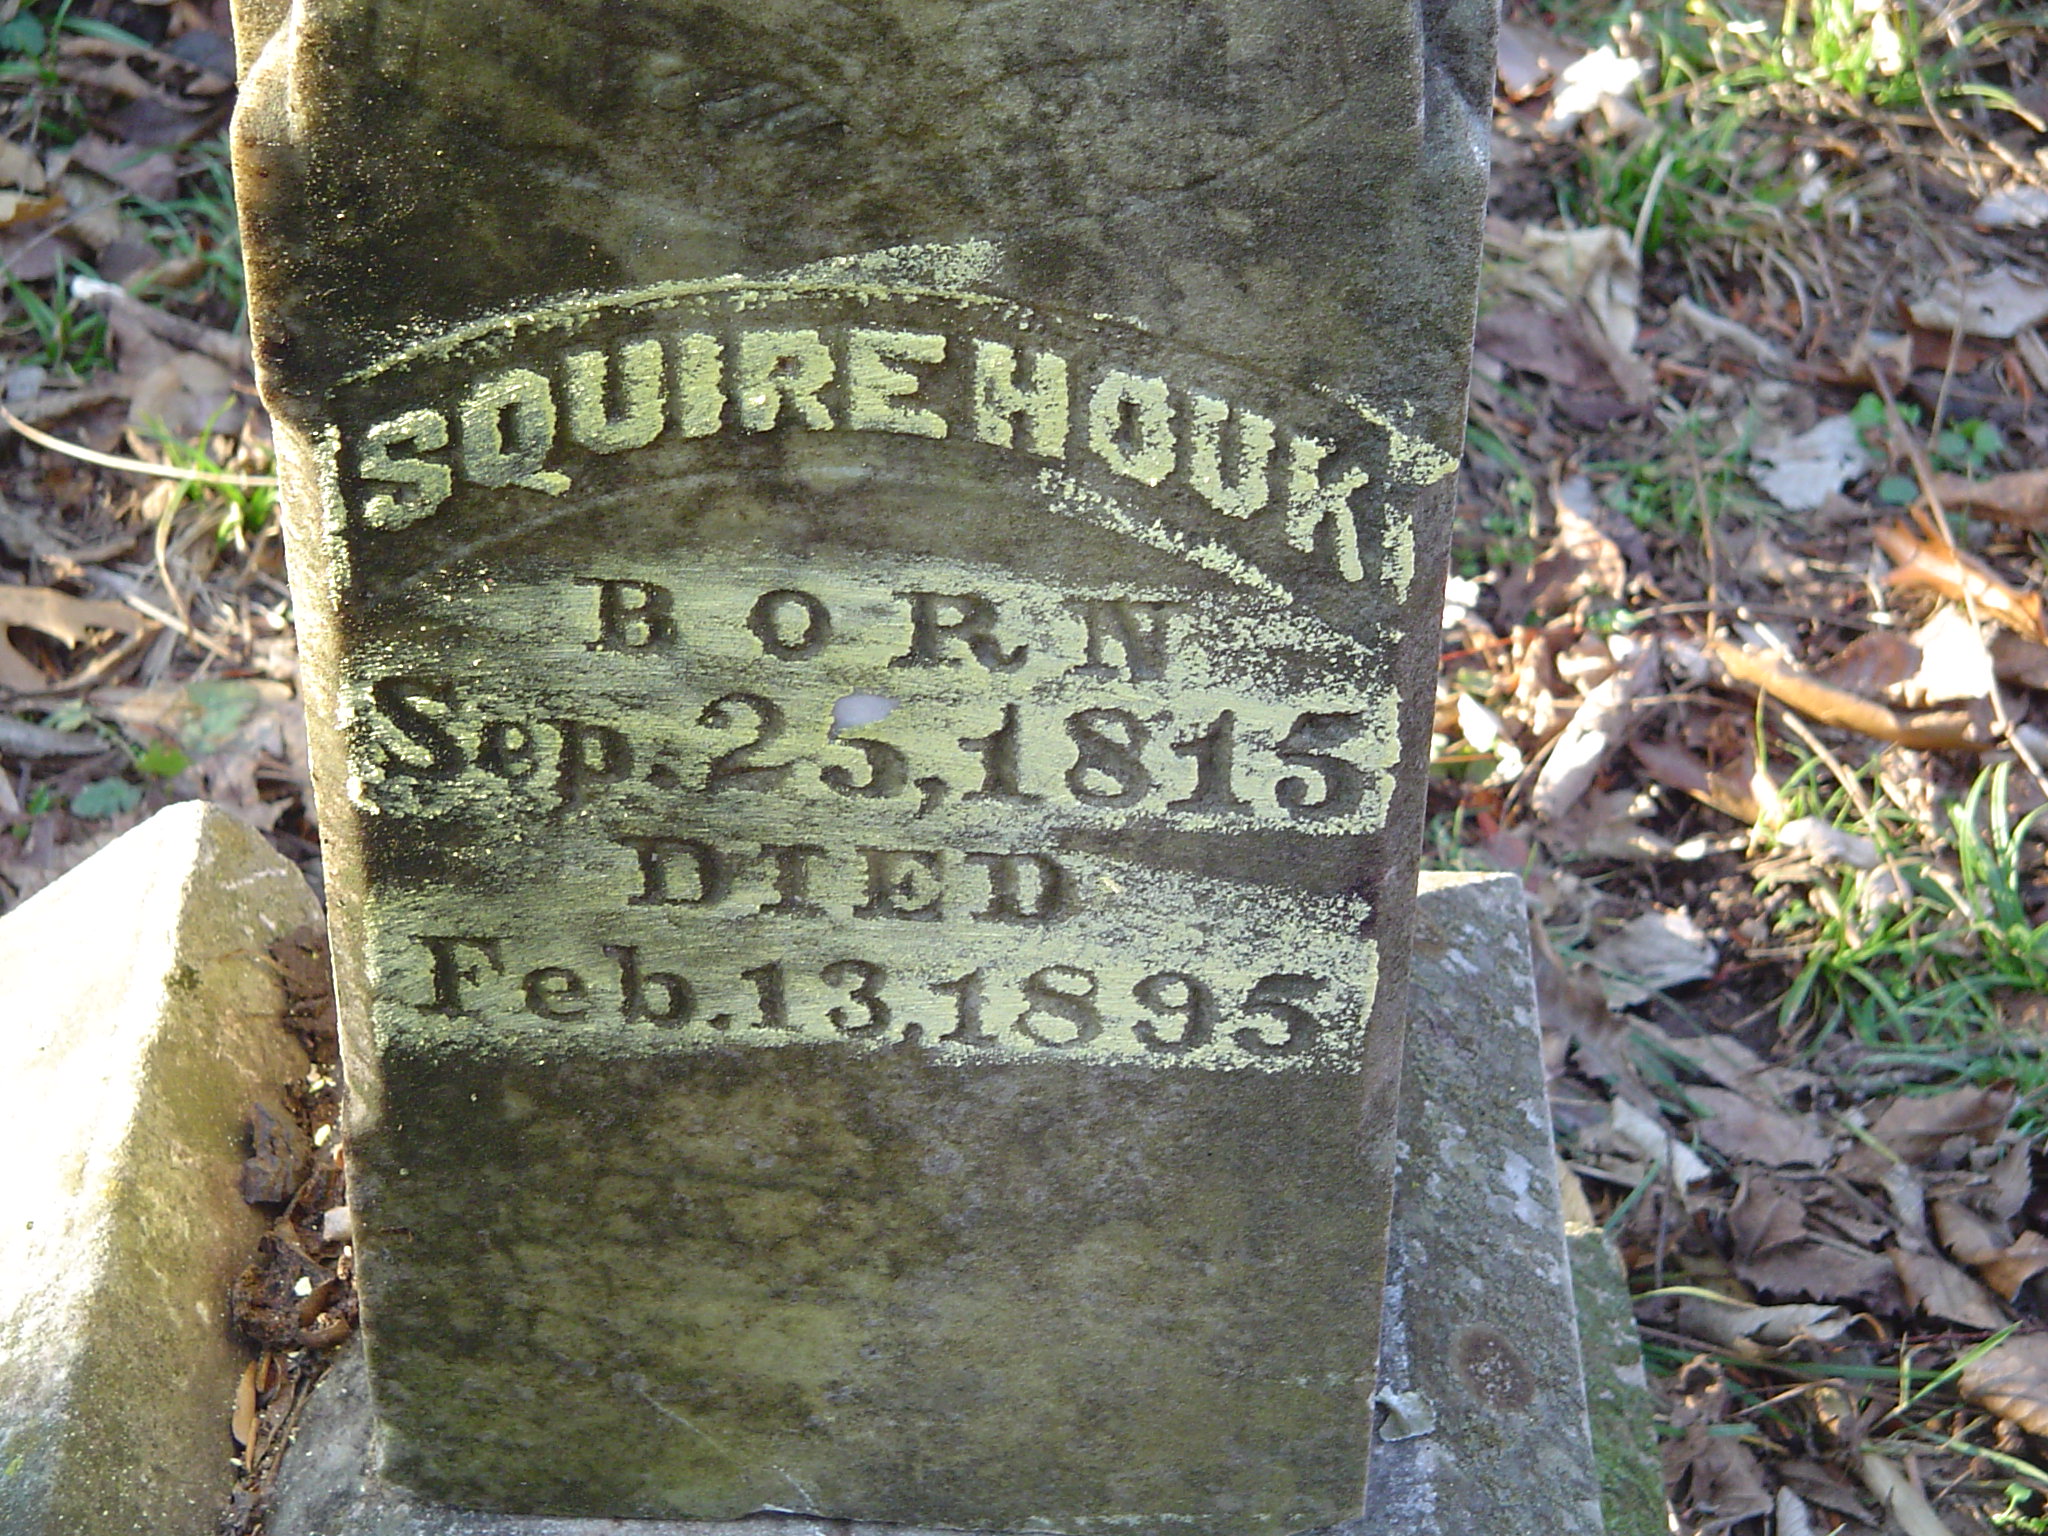 SQUIRE HOUK
BORN
Sep. 25, 1815
DIED
Feb. 13, 1895